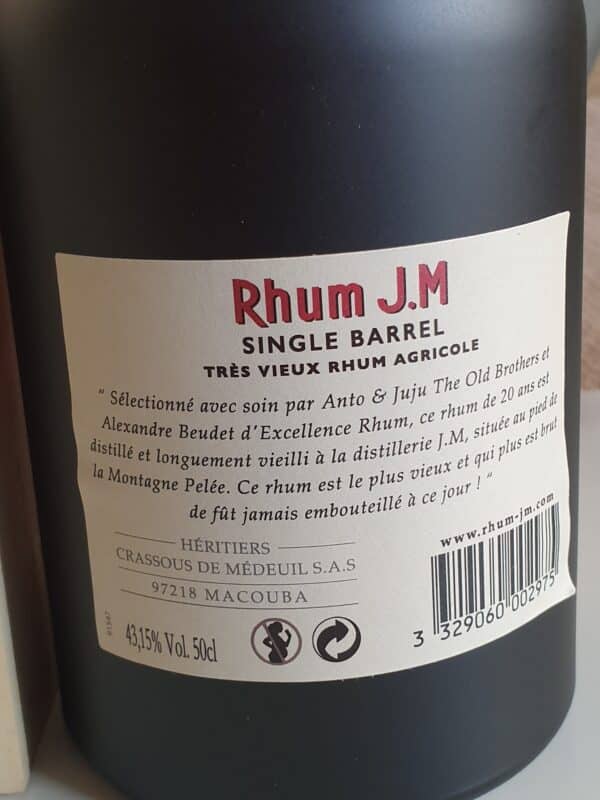 Rhum J.M
SINGLE BARREL
TRÈS VIEUX RHUM AGRICOLE
“ Sélectionné avec soin par Anto & Juju The Old Brothers et
Alexandre Beudet d'Excellence Rhum, ce rhum de 20 ans est
distillé et longuement vieilli à la distillerie J.M, située au pied de
la Montagne Pelée. Ce rhum est le plus vieux et qui plus est brut
de fût jamais embouteillé à ce jour ! “
HÉRITIERS
CRASSOUS DE MÉDEUIL S.A.S
97218 MACOUBA
www.rhum-jm.com
43,15% Vol. 50cl
3 329060 002975